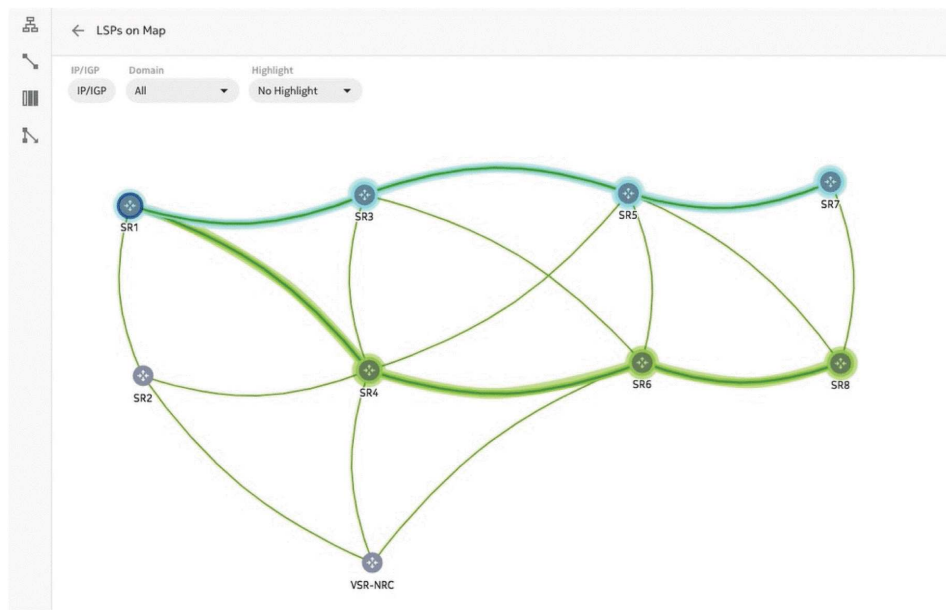 LSPs on Map
IP/IGP Domain Highlight
IP/IGP All No Highlight
SR1
SR3
SR5
SR7
SR2
SR4
SR6
SR8
VSR-NRC